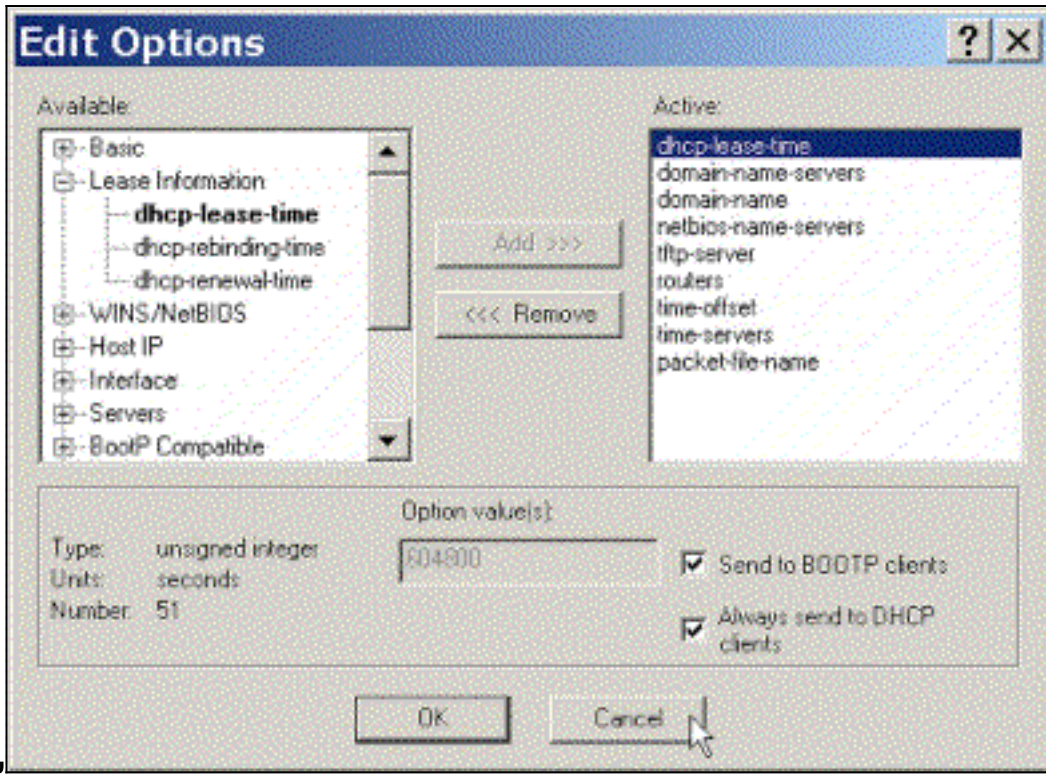 Edit Options
Available:
Active:
Basic
Lease Information
dhcp-lease-time
dhcp-rebinding-time
dhcp-renewal-time
WINS/NetBIOS
Host IP
Interface
Servers
BootP Compatible
Add >>>
<<< Remove
dhcp-lease-time
domain-name-servers
domain-name
netbios-name-servers
tftp-server
routers
time-offset
time-servers
packet-file-name
Option value(s):
Type: unsigned integer
Units: seconds
Number: 51
604800
Send to BOOTP clients
Always send to DHCP
clients
OK
Cancel